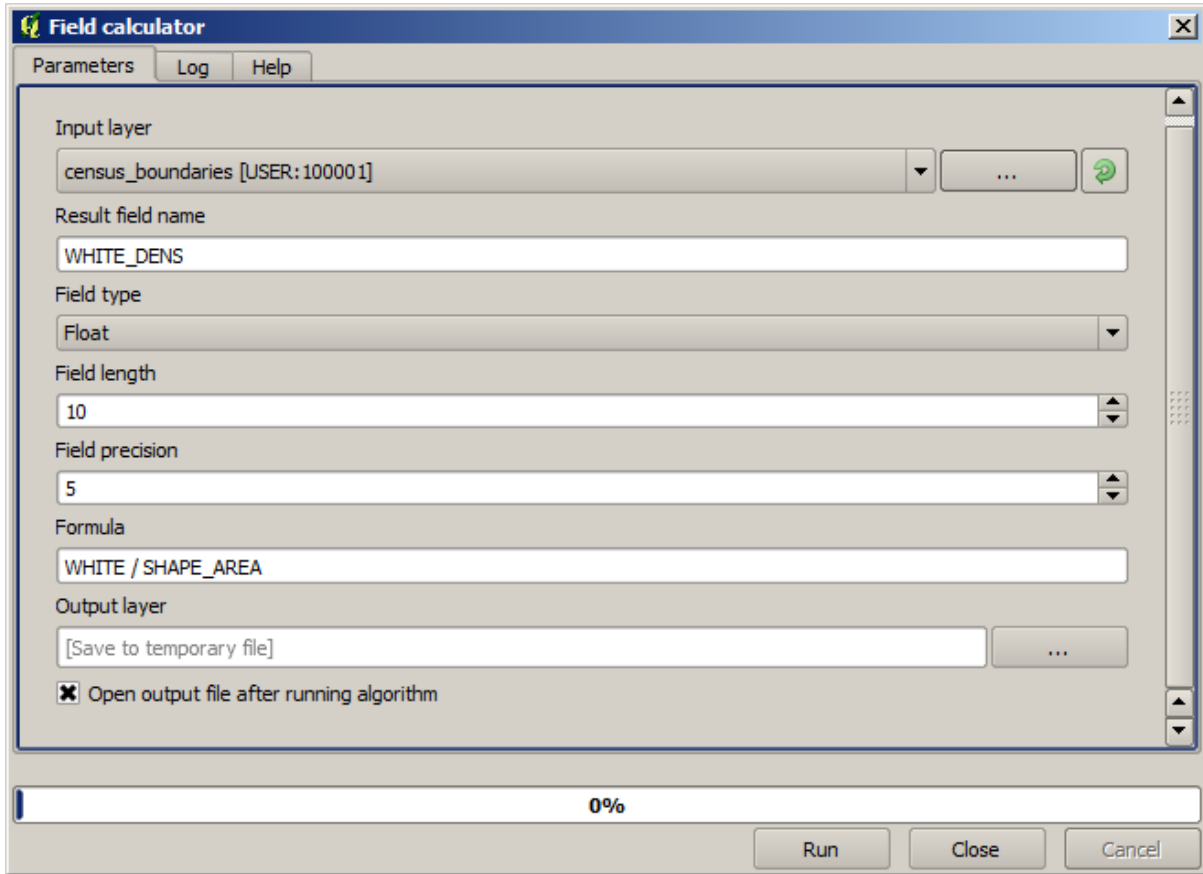 Field calculator
Parameters Log Help
Input layer
census_boundaries [USER:100001]
...
Result field name
WHITE_DENS
Field type
Float
Field length
10
Field precision
5
Formula
WHITE / SHAPE_AREA
Output layer
[Save to temporary file]
...
Open output file after running algorithm
0%
Run Close Cancel